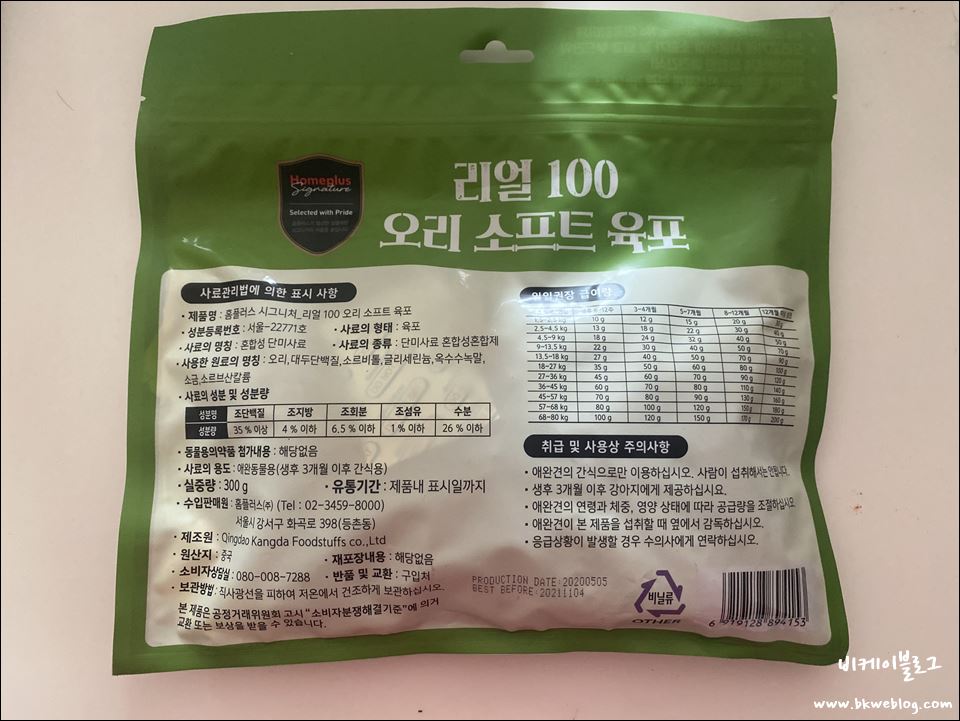 Homeplus
Signature
Selected with Pride
리얼 100
오리 소프트 육포
사료관리법에 의한 표시 사항
• 제품명 : 홈플러스 시그니처_리얼 100 오리 소프트 육포
• 성분등록번호 : 서울-22771호 • 사료의 형태 : 육포
• 사료의 명칭 : 혼합성 단미사료 • 사료의 종류 : 단미사료 혼합성혼합제
• 사용한 원료의 명칭 : 오리, 대두단백질, 소르비톨, 글리세린늄, 옥수수녹말,
소금, 소르브산칼륨
• 사료의 성분 및 성분량
성분명 조단백질 조지방 조회분 조섬유 수분
성분량 35 % 이상 4 % 이하 6.5 % 이하 1 % 이하 26 % 이하
• 동물용의약품 첨가내용 : 해당없음
• 사료의 용도 : 애완동물용(생후 3개월 이후 간식용)
• 실중량 : 300 g • 유통기간 : 제품내 표시일까지
• 수입판매원 : 홈플러스㈜ (Tel : 02-3459-8000)
서울시 강서구 화곡로 398(등촌동)
• 제조원 : Qingdao Kangda Foodstuffs co.,Ltd
• 원산지 : 중국 • 재포장내용 : 해당없음
• 소비자상담실 : 080-008-7288 • 반품 및 교환 : 구입처
• 보관방법 : 직사광선을 피하여 저온에서 건조하게 보관하십시오.
본 제품은 공정거래위원회 고시 "소비자분쟁해결기준"에 의거
교환 또는 보상을 받을 수 있습니다.
일일권장 급여량
3~4개월 5~7개월 8~12개월 12개월
10 g 12 g 15 g 20 g
2.5~4.5 kg 13 g 18 g 22 g 30 g
4.5~9 kg 18 g 24 g 32 g 40 g
9~13.5 kg 22 g 30 g 40 g 50 g 70 g
13.5~18 kg 27 g 40 g 50 g 70 g 90 g
18~27 kg 35 g 50 g 60 g 80 g 100 g
27~36 kg 45 g 60 g 70 g 90 g 120 g
36~45 kg 60 g 70 g 80 g 110 g 140 g
45~57 kg 70 g 80 g 90 g 130 g 160 g
57~68 kg 80 g 100 g 120 g 150 g 180 g
68~80 kg 100 g 120 g 150 g 170 g 200 g
취급 및 사용상 주의사항
• 애완견의 간식으로만 이용하십시오. 사람이 섭취해서는 안됩니다.
• 생후 3개월 이후 강아지에게 제공하십시오.
• 애완견의 연령과 체중, 영양 상태에 따라 공급량을 조절하십시오.
• 애완견이 본 제품을 섭취할 때 옆에서 감독하십시오.
• 응급상황이 발생할 경우 수의사에게 연락하십시오.
PRODUCTION DATE:20200505
BEST BEFORE:20211104
비닐류
OTHER
6 919128 894153
비케이블로그
www.bkweblog.com